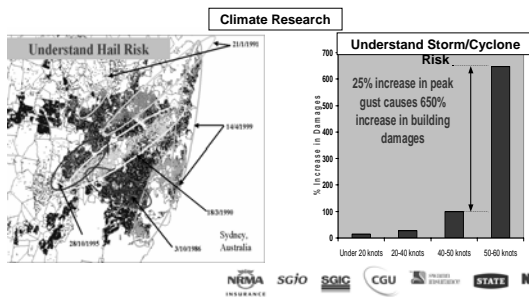 Climate Research
Understand Hail Risk
21/1/1991
14/4/1999
18/3/1990
28/10/1995
3/10/1986
Sydney,
Australia
Understand Storm/Cyclone
Risk
25% increase in peak
gust causes 650%
increase in building
damages
% Increase in Damages
700
600
500
400
300
200
100
0
Under 20 knots
20-40 knots
40-50 knots
50-60 knots
NRMA
INSURANCE
SGIO
SGIC
CGU
STATE